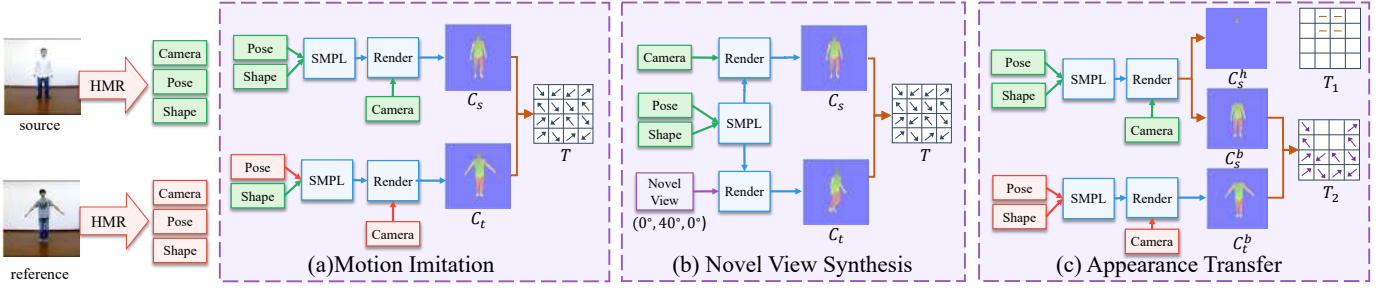 source
HMR
Camera
Pose
Shape
reference
HMR
Camera
Pose
Shape
Pose
Shape
SMPL
Render
Camera
C_s
Pose
Shape
SMPL
Render
Camera
C_t
T
(a)Motion Imitation
Camera
Render
C_s
Pose
Shape
SMPL
Novel
View
(0°, 40°, 0°)
Render
C_t
T
(b) Novel View Synthesis
Pose
Shape
SMPL
Render
Camera
C_s^h
C_s^b
T_1
Pose
Shape
SMPL
Render
Camera
C_t^b
T_2
(c) Appearance Transfer